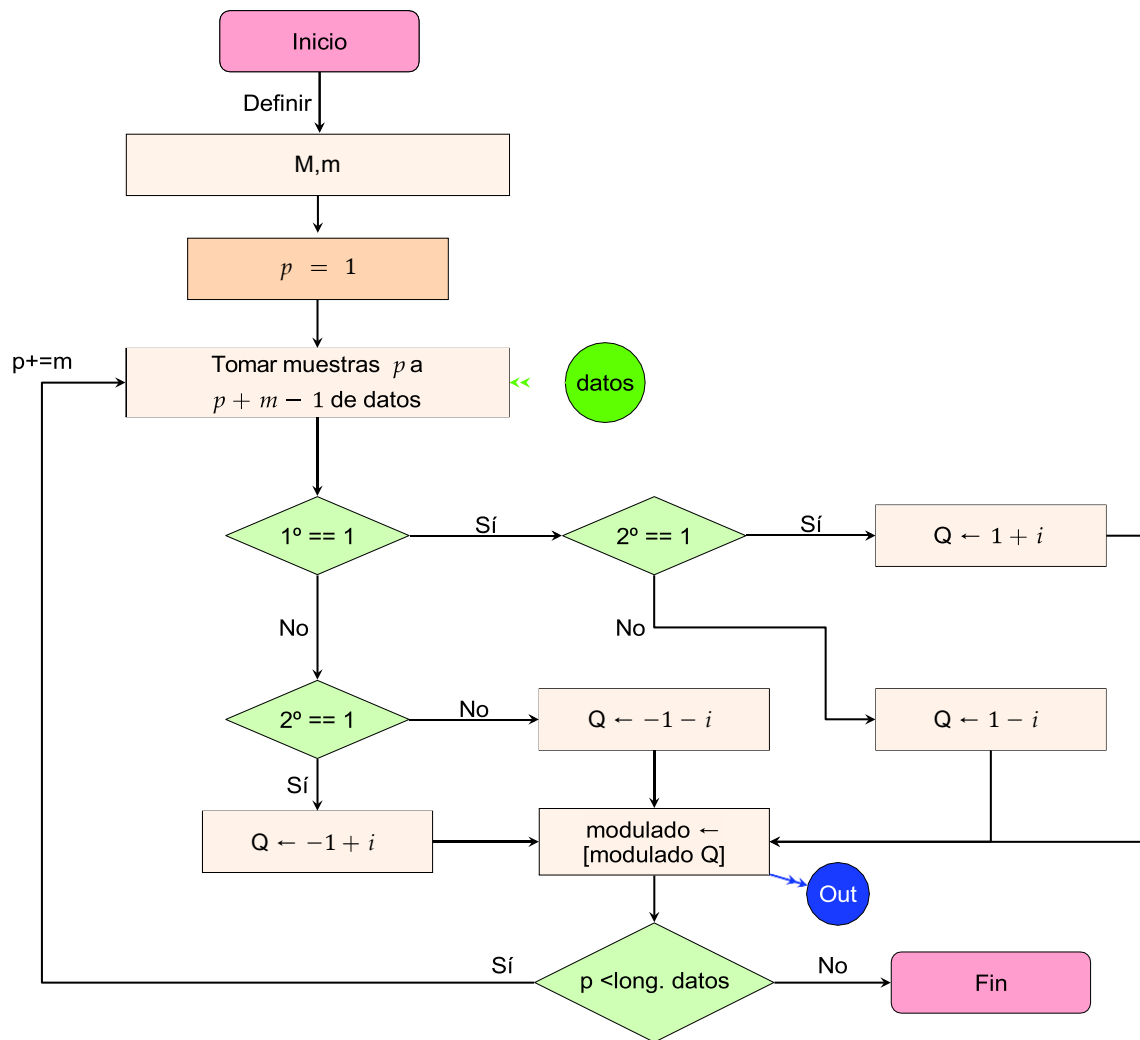 Inicio
Definir
M,m
p = 1
p+=m
Tomar muestras p a
p + m − 1 de datos
datos
1º == 1
Sí
2º == 1
Sí
Q ← 1 + i
No
No
2º == 1
No
Q ← −1 − i
Q ← 1 − i
Sí
Q ← −1 + i
modulado ←
[modulado Q]
Out
Sí
p <long. datos
No
Fin